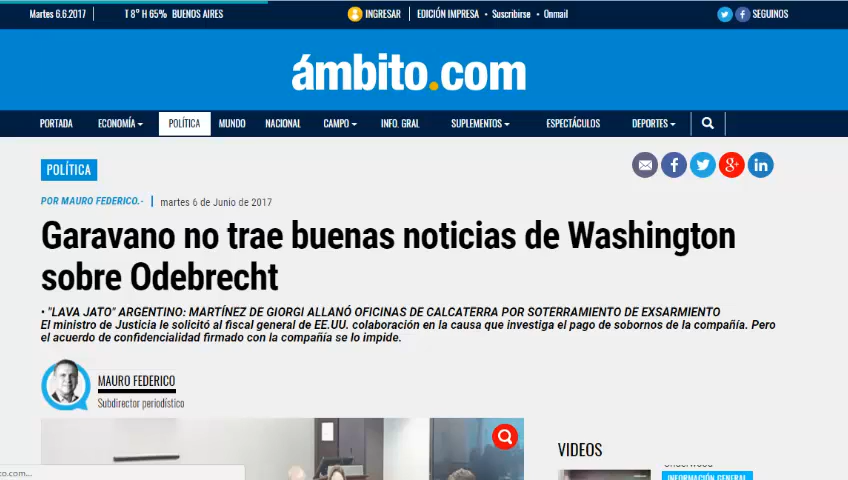 Martes 6.6.2017 T 8º H 65% BUENOS AIRES INGRESAR EDICIÓN IMPRESA • Suscribirse • Onmail SEGUINOS
ámbito.com
PORTADA ECONOMÍA POLÍTICA MUNDO NACIONAL CAMPO INFO. GRAL SUPLEMENTOS ESPECTÁCULOS DEPORTES
POLÍTICA
POR MAURO FEDERICO.- martes 6 de Junio de 2017
Garavano no trae buenas noticias de Washington
sobre Odebrecht
• "LAVA JATO" ARGENTINO: MARTÍNEZ DE GIORGI ALLANÓ OFICINAS DE CALCATERRA POR SOTERRAMIENTO DE EXSARMIENTO
El ministro de Justicia le solicitó al fiscal general de EE.UU. colaboración en la causa que investiga el pago de sobornos de la compañía. Pero
el acuerdo de confidencialidad firmado con la compañía se lo impide.
MAURO FEDERICO
Subdirector periodístico
VIDEOS
INFORMACIÓN GENERAL